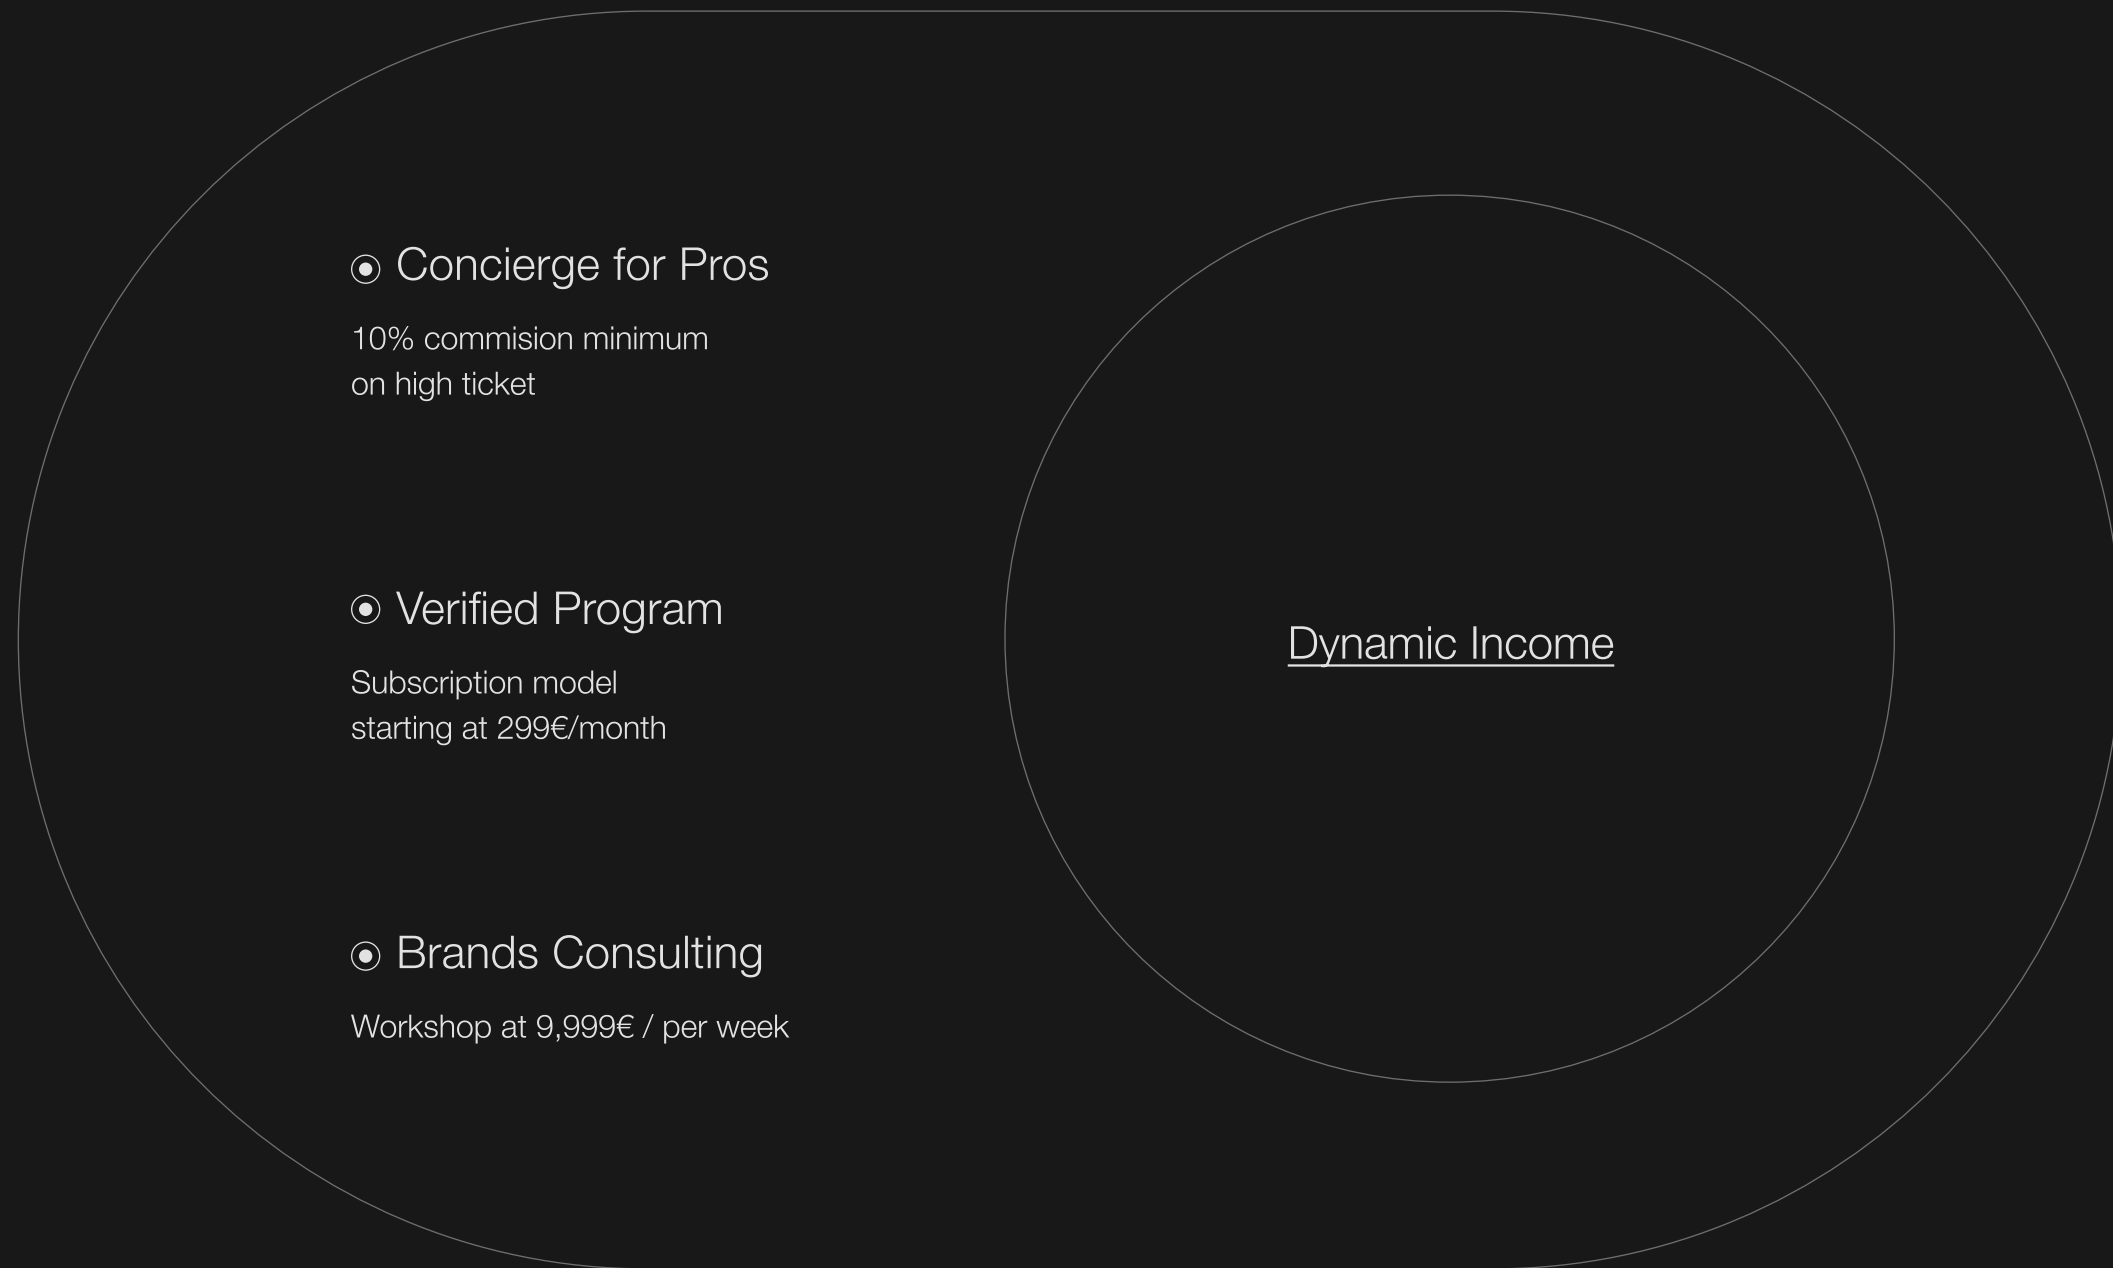 Concierge for Pros
10% commision minimum
on high ticket
Verified Program
Subscription model
starting at 299€/month
Brands Consulting
Workshop at 9,999€ / per week
Dynamic Income